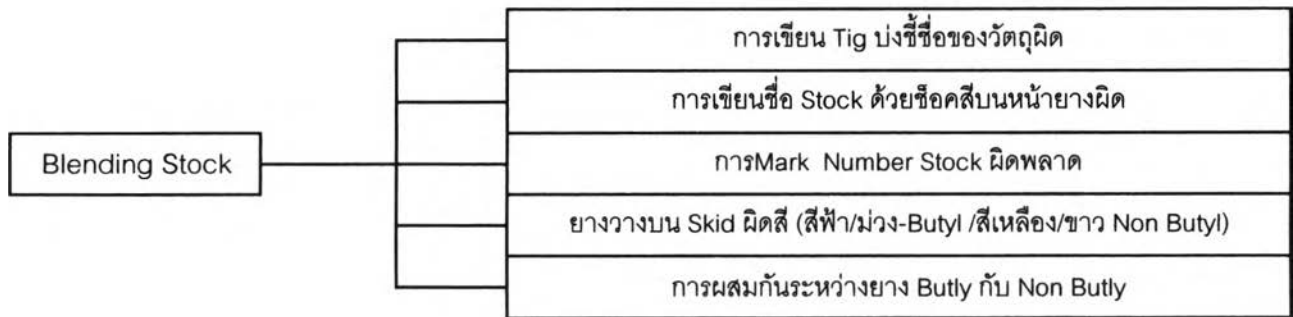 การเขียน Tig บ่งชี้ชื่อของวัตถุผิด
การเขียนชื่อ Stock ด้วยช็อคสีบนหน้ายางผิด
Blending Stock
การMark Number Stock ผิดพลาด
ยางวางบน Skid ผิดสี (สีฟ้า/ม่วง-Butyl /สีเหลือง/ขาว Non Butyl)
การผสมกันระหว่างยาง Butly กับ Non Butly